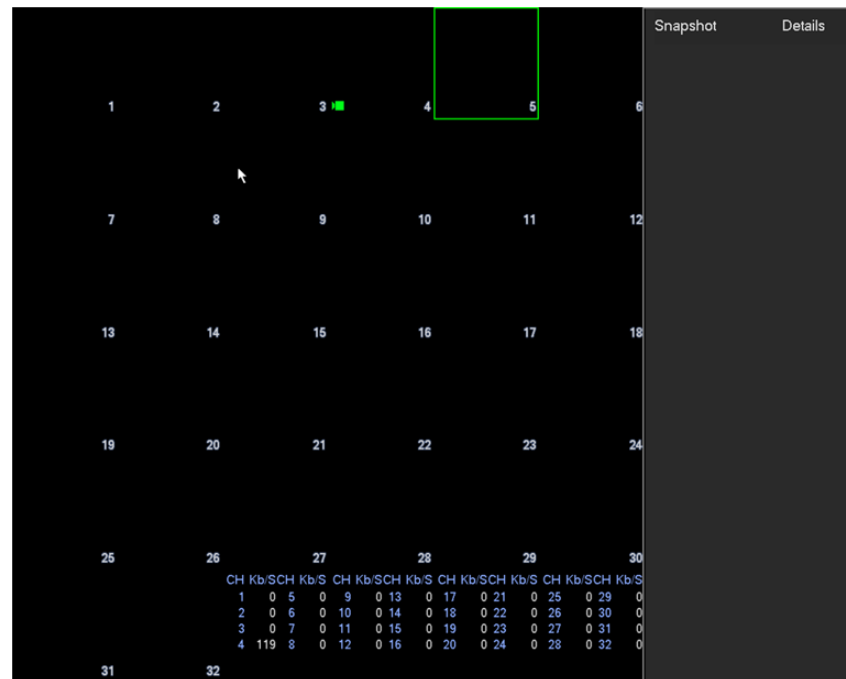 Snapshot Details
1 2 3 4 5 6
7 8 9 10 11 12
13 14 15 16 17 18
19 20 21 22 23 24
25 26 27 28 29 30
CH Kb/S CH Kb/S CH Kb/S CH Kb/S CH Kb/S CH Kb/S CH Kb/S CH Kb/S
1 0 5 0 9 0 13 0 17 0 21 0 25 0 29 0
2 0 6 0 10 0 14 0 18 0 22 0 26 0 30 0
3 0 7 0 11 0 15 0 19 0 23 0 27 0 31 0
4 119 8 0 12 0 16 0 20 0 24 0 28 0 32 0
31 32